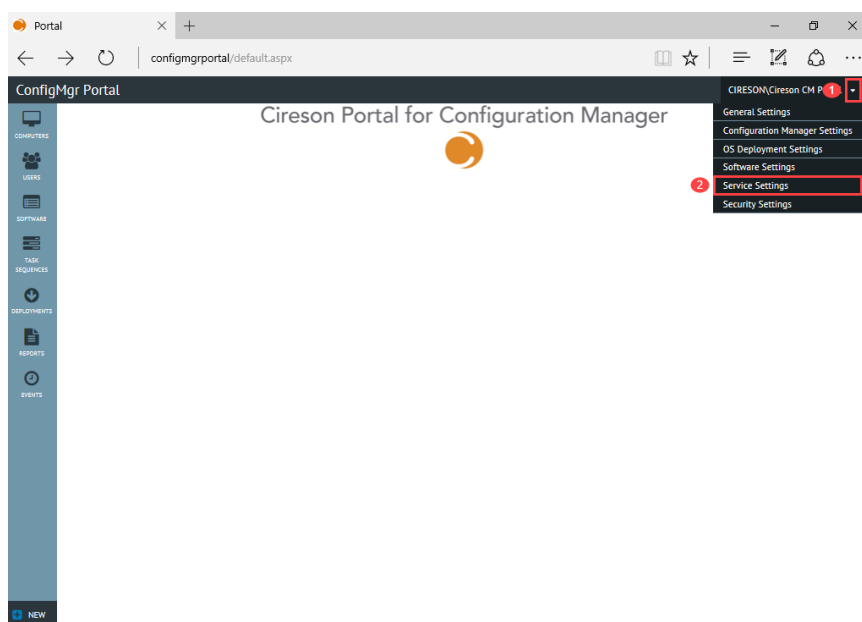 Portal
configmgrportal/default.aspx
ConfigMgr Portal
CIRESON\Cireson CM P
1
Cireson Portal for Configuration Manager
General Settings
Configuration Manager Settings
OS Deployment Settings
Software Settings
2
Service Settings
Security Settings
COMPUTERS
USERS
SOFTWARE
TASK
SEQUENCES
DEPLOYMENTS
REPORTS
EVENTS
NEW